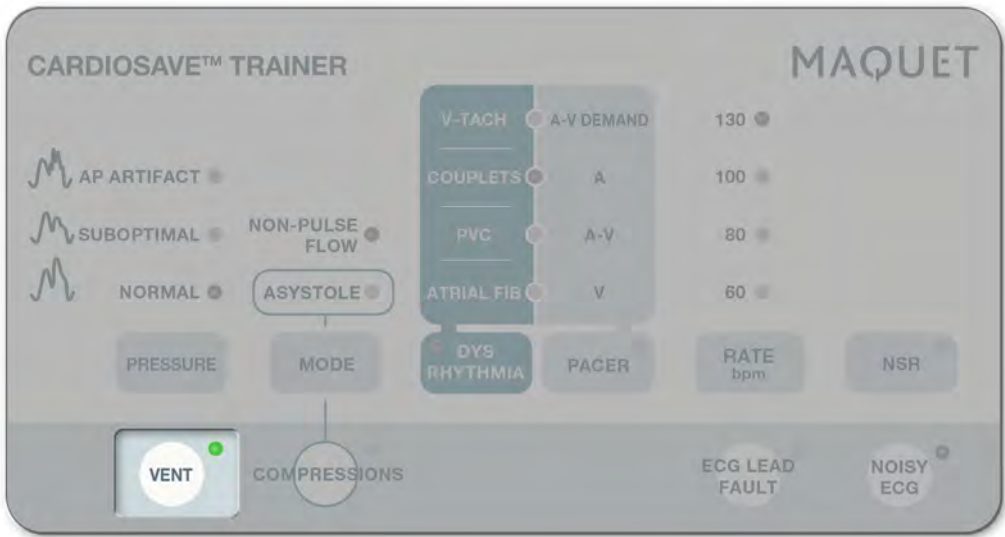 CARDIOSAVE™ TRAINER
MAQUET
V-TACH
A-V DEMAND
130
AP ARTIFACT
COUPLETS
A
100
SUBOPTIMAL
NON-PULSE
FLOW
PVC
A-V
80
NORMAL
ASYSTOLE
ATRIAL FIB
V
60
PRESSURE
MODE
DYS
RHYTHMIA
PACER
RATE
bpm
NSR
VENT
COMPRESSIONS
ECG LEAD
FAULT
NOISY
ECG